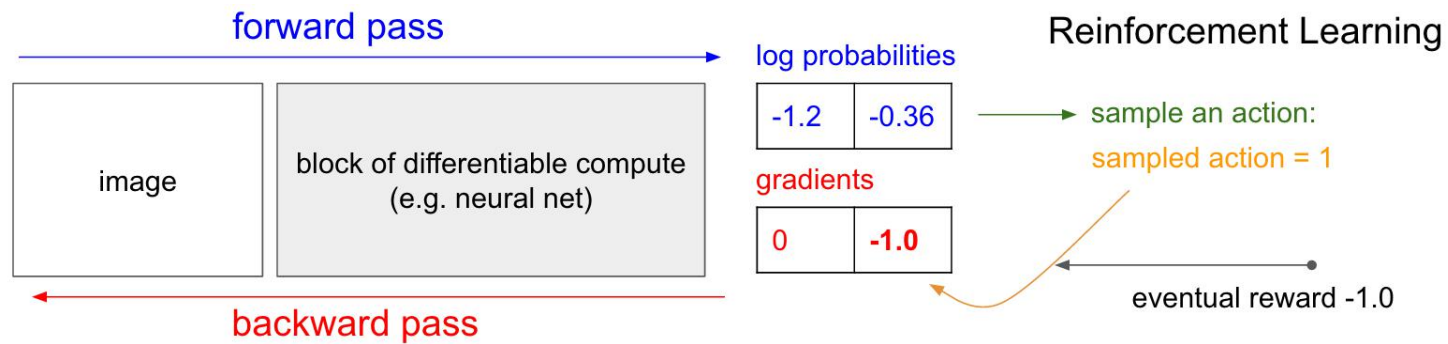 forward pass
Reinforcement Learning
log probabilities
-1.2 -0.36
sample an action:
sampled action = 1
image
block of differentiable compute
(e.g. neural net)
gradients
0 -1.0
eventual reward -1.0
backward pass